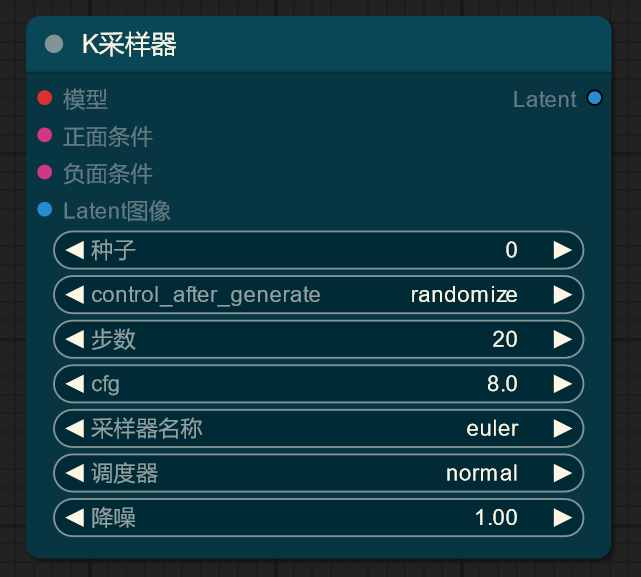 K采样器
模型 Latent
正面条件
负面条件
Latent图像
种子 0
control_after_generate randomize
步数 20
cfg 8.0
采样器名称 euler
调度器 normal
降噪 1.00